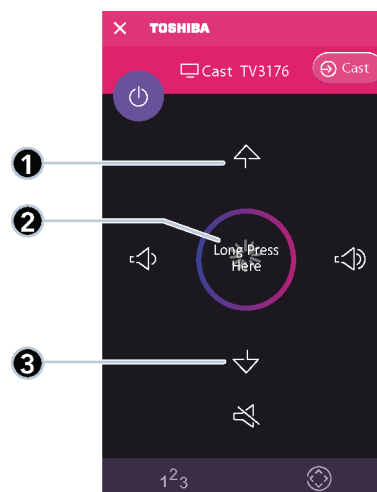 TOSHIBA
Cast TV3176
Cast
1
2
Long Press
Here
3
123